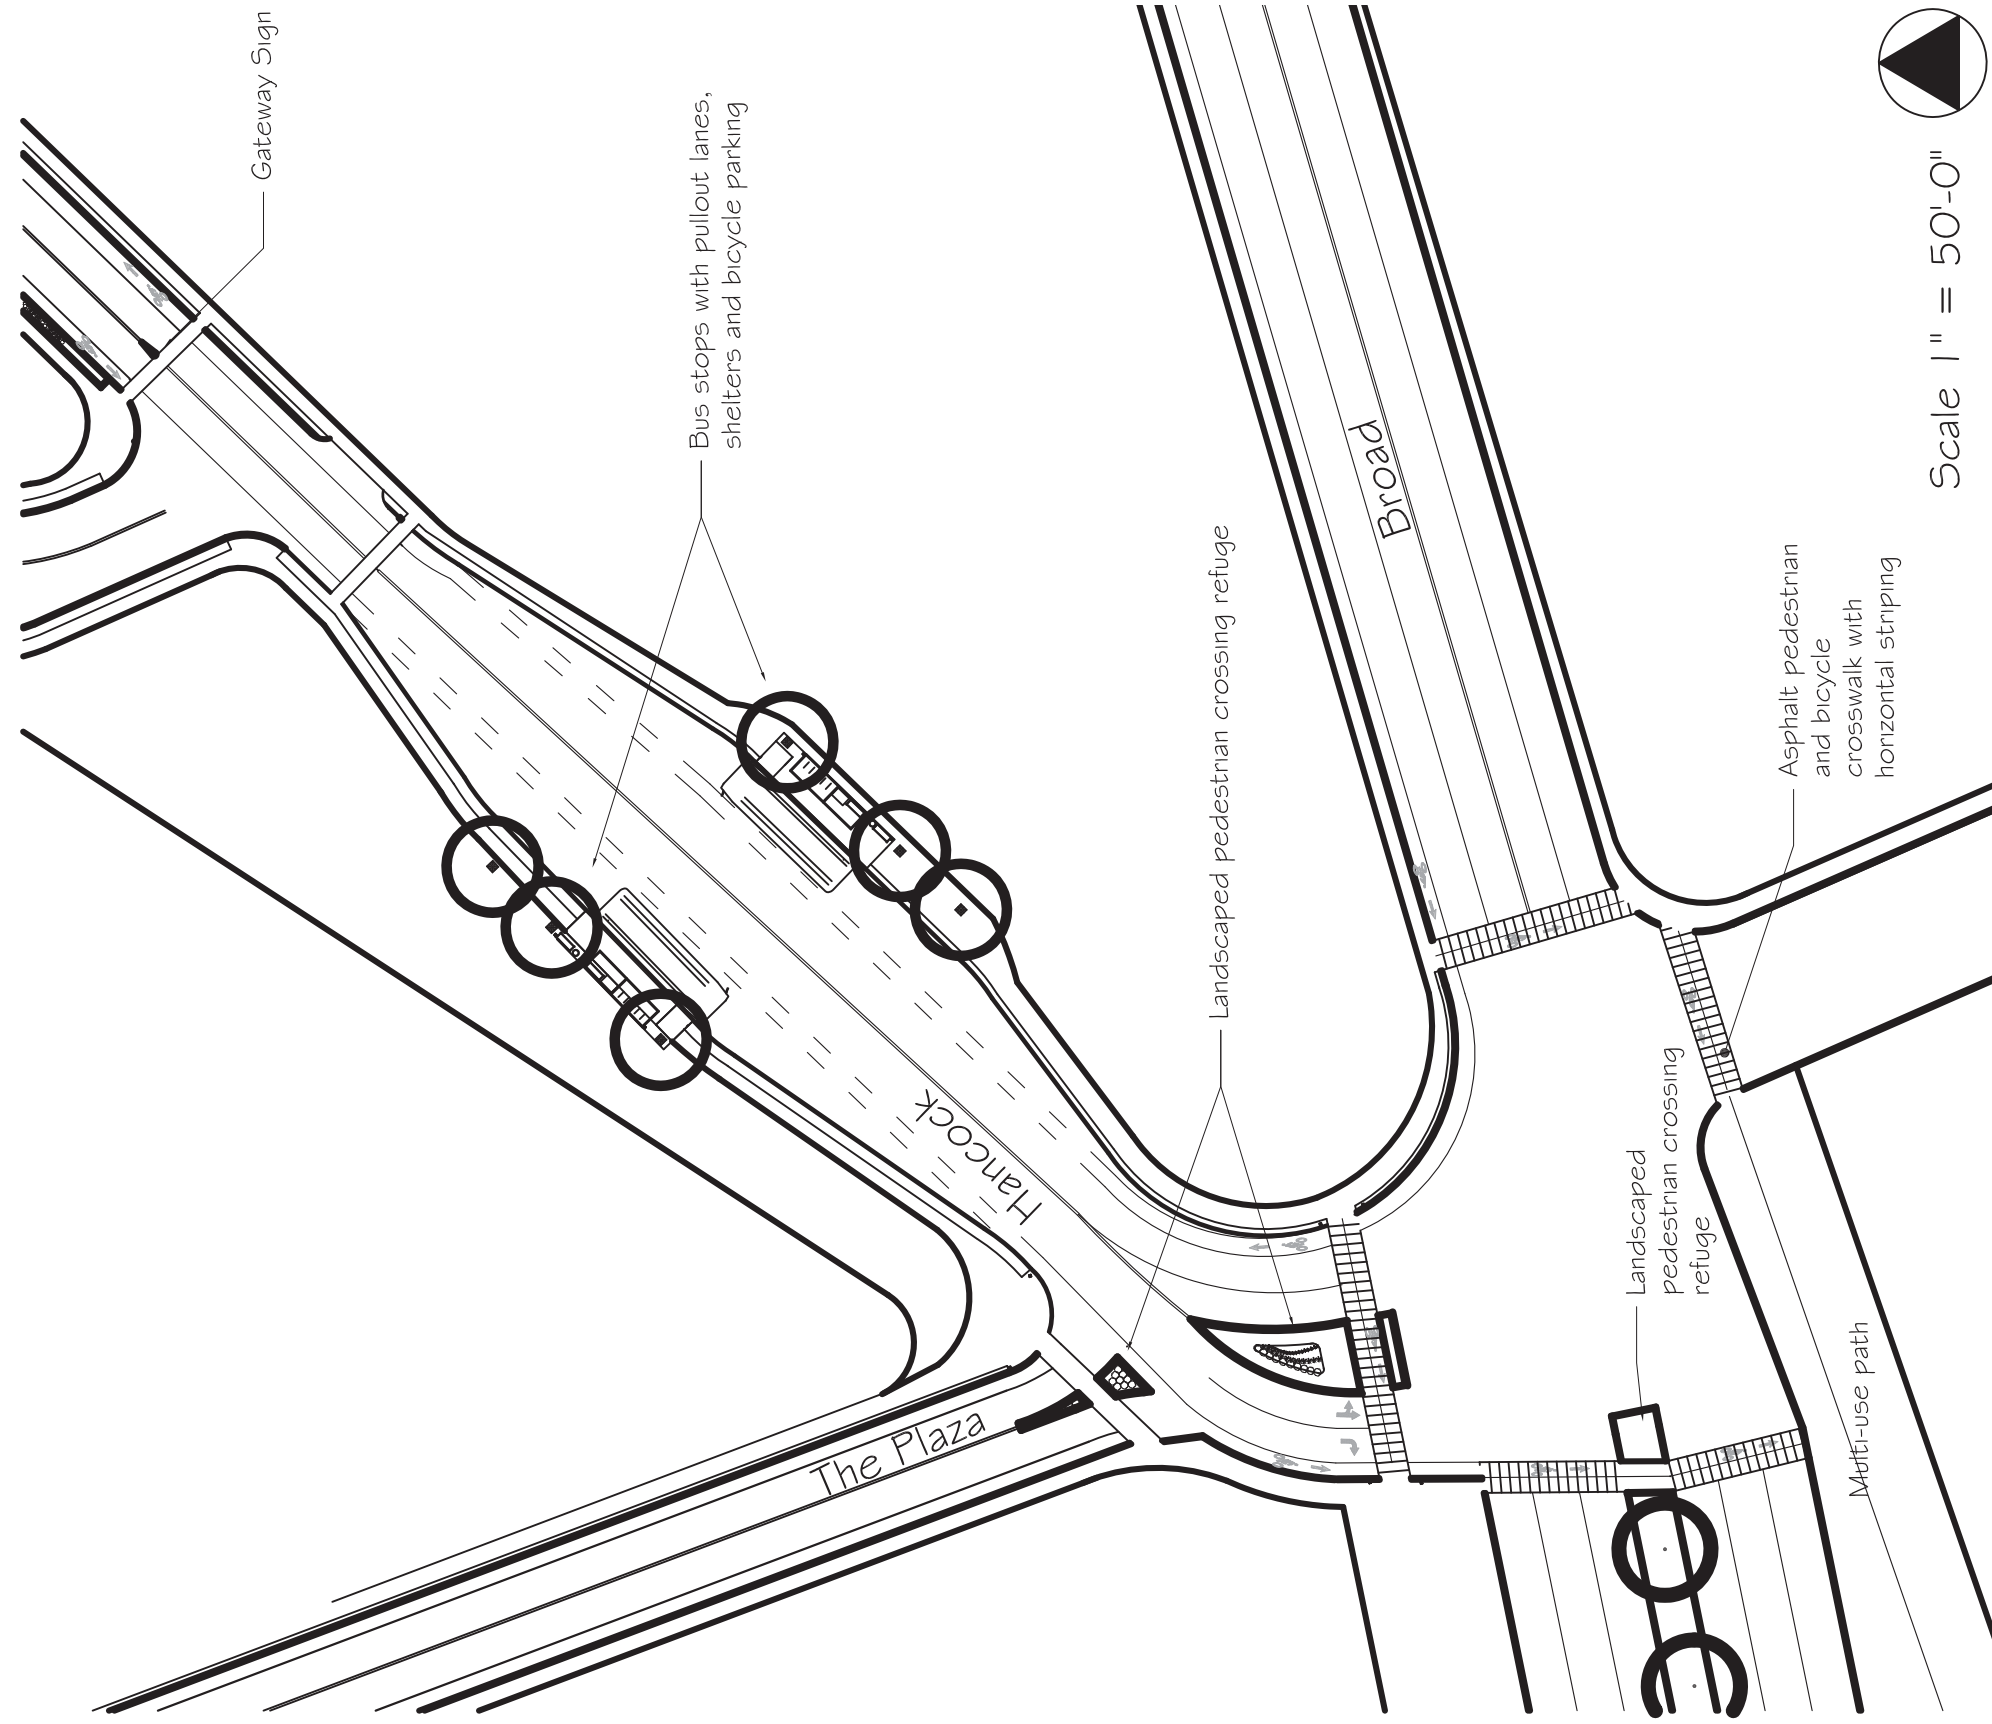 Gateway Sign
Bus stops with pullout lanes,
shelters and bicycle parking
Broad
Landscaped pedestrian crossing refuge
Hancock
The Plaza
Asphalt pedestrian
and bicycle
crosswalk with
horizontal striping
Landscaped
pedestrian crossing
refuge
Multi-use path
Scale 1" = 50'-0"